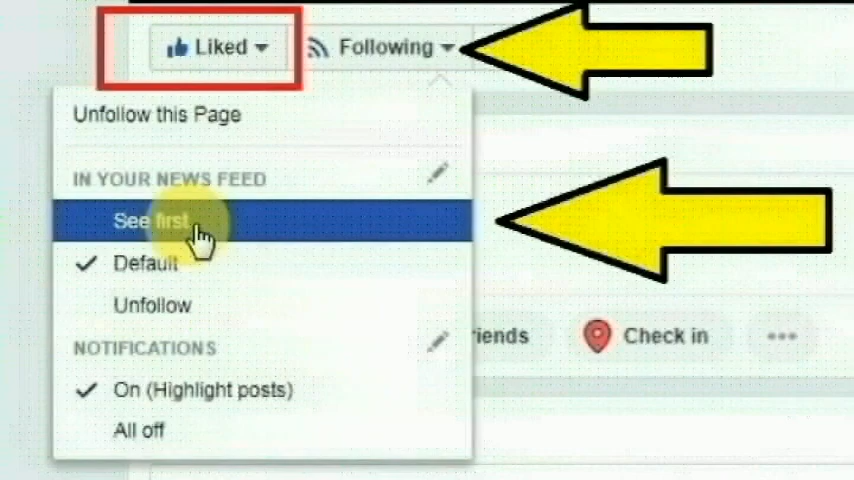 Liked
Following
Unfollow this Page
IN YOUR NEWS FEED
See first
Default
Unfollow
riends
Check in
NOTIFICATIONS
On (Highlight posts)
All off